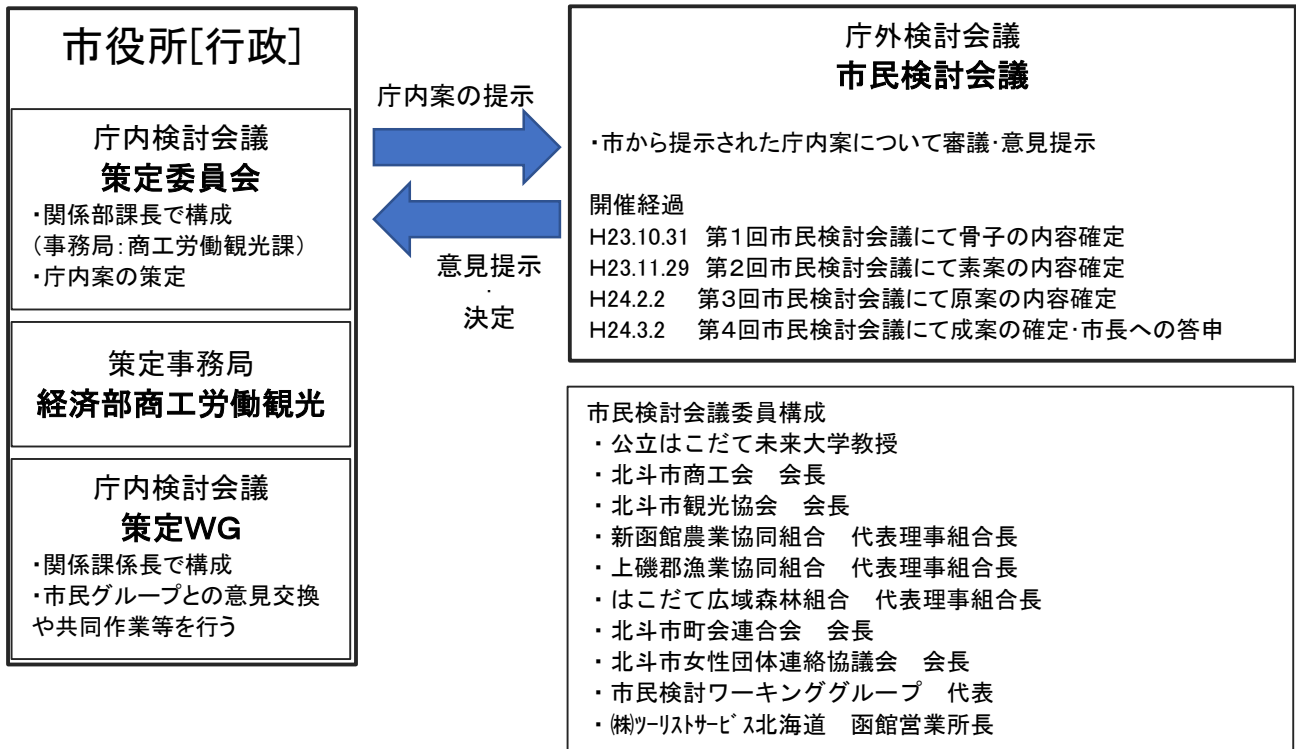 市役所[行政]
庁内検討会議
策定委員会
・関係部課長で構成
(事務局:商工労働観光課)
・庁内案の策定
策定事務局
経済部商工労働観光
庁内検討会議
策定WG
・関係課係長で構成
・市民グループとの意見交換
や共同作業等を行う
庁内案の提示
意見提示
・
決定
庁外検討会議
市民検討会議
・市から提示された庁内案について審議・意見提示
開催経過
H23.10.31 第1回市民検討会議にて骨子の内容確定
H23.11.29 第2回市民検討会議にて素案の内容確定
H24.2.2 第3回市民検討会議にて原案の内容確定
H24.3.2 第4回市民検討会議にて成案の確定・市長への答申
市民検討会議委員構成
・公立はこだて未来大学教授
・北斗市商工会 会長
・北斗市観光協会 会長
・新函館農業協同組合 代表理事組合長
・上磯郡漁業協同組合 代表理事組合長
・はこだて広域森林組合 代表理事組合長
・北斗市町会連合会 会長
・北斗市女性団体連絡協議会 会長
・市民検討ワーキンググループ 代表
・㈱ﾂｰﾘｽﾄｻｰﾋﾞｽ北海道 函館営業所長